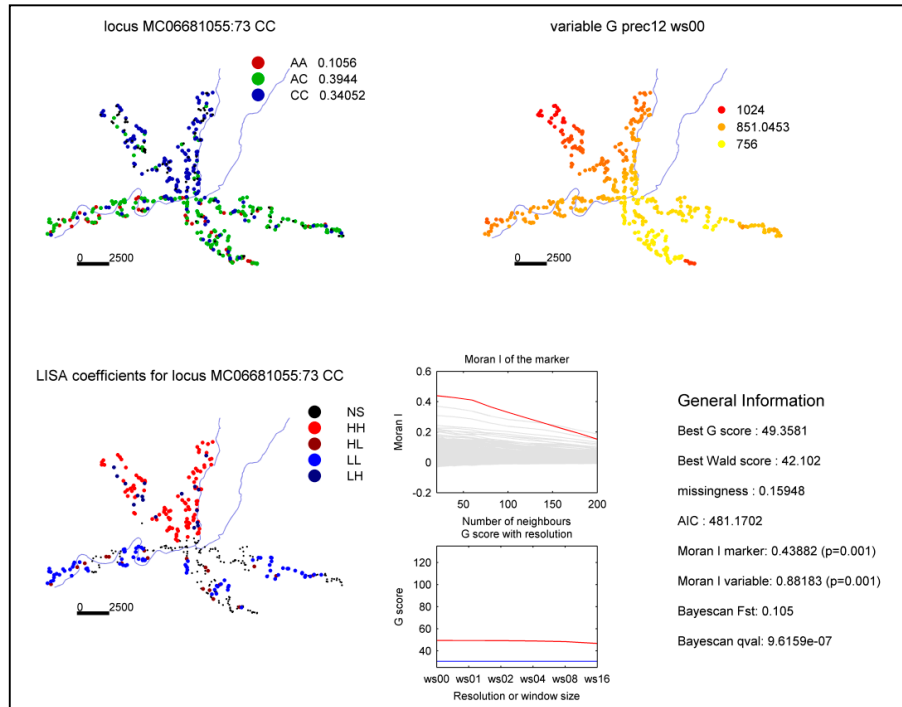 locus MC06681055:73 CC
AA 0.1056
AC 0.3944
CC 0.34052
0 2500
variable G prec12 ws00
1024
851.0453
756
0 2500
LISA coefficients for locus MC06681055:73 CC
NS
HH
HL
LL
LH
0 2500
Moran I of the marker
Moran I
0.6
0.4
0.2
0
-0.2
50 100 150 200
Number of neighbours
G score with resolution
G score
120
100
80
60
40
ws00 ws01 ws02 ws04 ws08 ws16
Resolution or window size
General Information
Best G score : 49.3581
Best Wald score : 42.102
missingness : 0.15948
AIC : 481.1702
Moran I marker: 0.43882 (p=0.001)
Moran I variable: 0.88183 (p=0.001)
Bayescan Fst: 0.105
Bayescan qval: 9.6159e-07